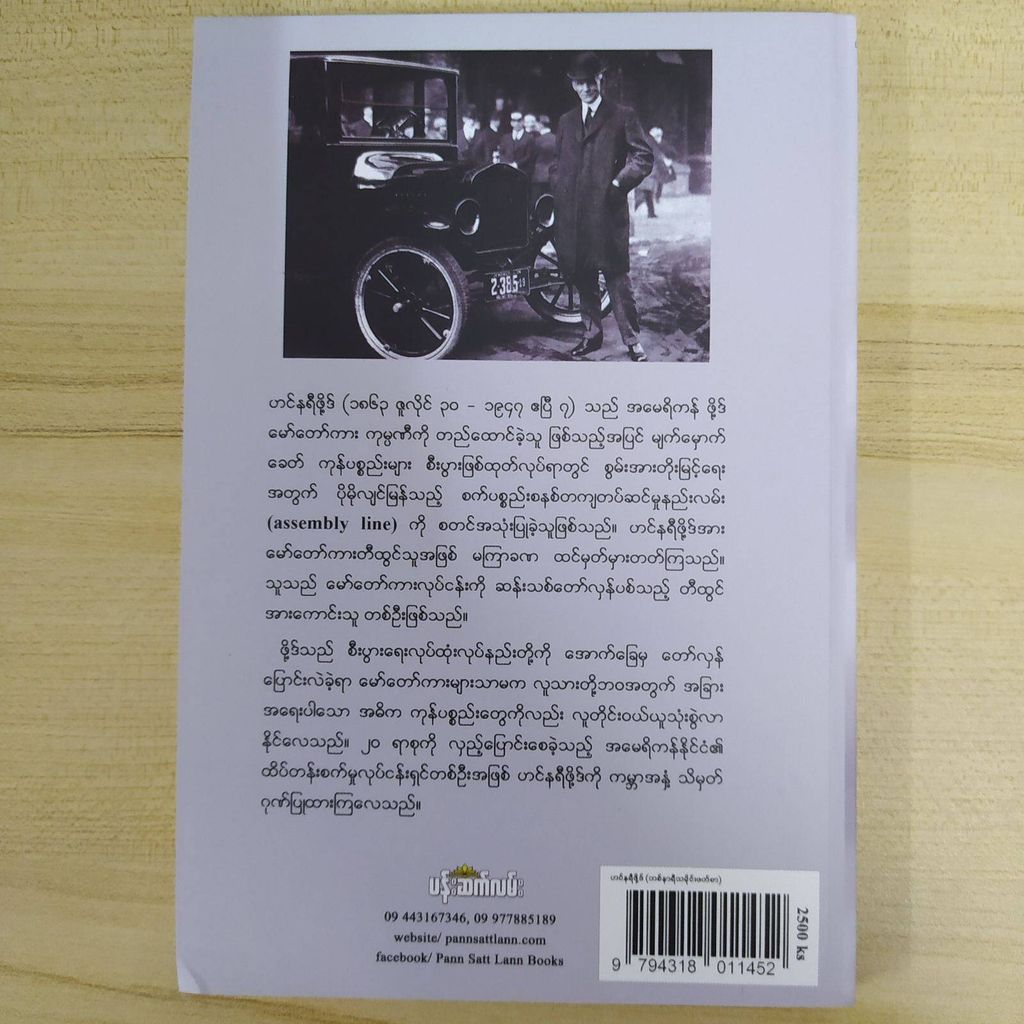 2-385
ဟင်နရီဖို့ဒ် (၁၈၆၃ ဇူလိုင် ၃၀ – ၁၉၄၇ ဧပြီ ၇) သည် အမေရိကန် ဖို့ဒ်
မော်တော်ကား ကုမ္ပဏီကို တည်ထောင်ခဲ့သူ ဖြစ်သည့်အပြင် မျက်မှောက်
ခေတ် ကုန်ပစ္စည်းများ စီးပွားဖြစ်ထုတ်လုပ်ရာတွင် စွမ်းအားတိုးမြှင့်ရေး
အတွက် ပိုမိုလျင်မြန်သည့် စက်ပစ္စည်းစနစ်တကျတပ်ဆင်မှုနည်းလမ်း
(assembly line) ကို စတင်အသုံးပြုခဲ့သူဖြစ်သည်။ ဟင်နရီဖို့ဒ်အား
မော်တော်ကားတီထွင်သူအဖြစ် မကြာခဏ ထင်မှတ်မှားတတ်ကြသည်။
သူသည် မော်တော်ကားလုပ်ငန်းကို ဆန်းသစ်တော်လှန်ပစ်သည့် တီထွင်
အားကောင်းသူ တစ်ဦးဖြစ်သည်။
ဖို့ဒ်သည် စီးပွားရေးလုပ်ထုံးလုပ်နည်းတို့ကို အောက်ခြေမှ တော်လှန်
ပြောင်းလဲခဲ့ရာ မော်တော်ကားများသာမက လူသားတို့ဘဝအတွက် အခြား
အရေးပါသော အဓိက ကုန်ပစ္စည်းတွေကိုလည်း လူတိုင်းဝယ်ယူသုံးစွဲလာ
နိုင်လေသည်။ ၂၀ ရာစုကို လှည့်ပြောင်းစေခဲ့သည့် အမေရိကန်နိုင်ငံ၏
ထိပ်တန်းစက်မှုလုပ်ငန်းရှင်တစ်ဦးအဖြစ် ဟင်နရီဖို့ဒ်ကို ကမ္ဘာအနှံ့ သိမှတ်
ဂုဏ်ပြုထားကြလေသည်။
ပန်းဆက်လမ်း
09 443167346, 09 977885189
website/ pannsattlann.com
facebook/ Pann Satt Lann Books
ဟင်နရီဖို့ဒ်
2500 ks
9 794318 011452